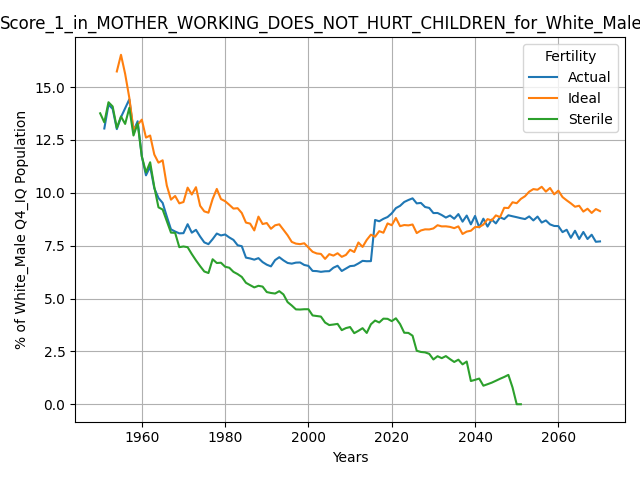 Score_1_in_MOTHER_WORKING_DOES_NOT_HURT_CHILDREN_for_White_Male
Fertility
Actual
Ideal
Sterile
% of White_Male Q4_IQ Population
15.0
12.5
10.0
7.5
5.0
2.5
0.0
1960 1980 2000 2020 2040 2060
Years